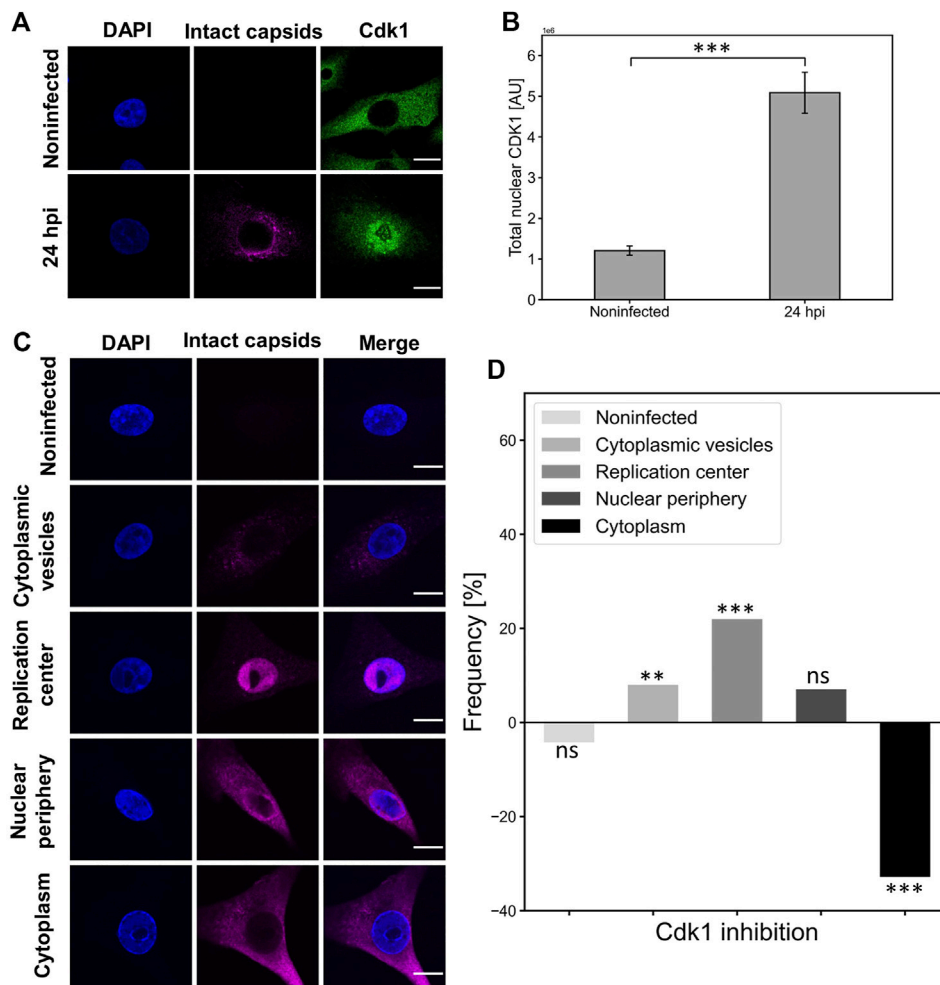 A
DAPI Intact capsids Cdk1
Noninfected
24 hpi
B
1e6
***
Total nuclear CDK1 [AU]
6
5
4
3
2
1
0
Noninfected 24 hpi
C
DAPI Intact capsids Merge
Noninfected
Cytoplasmic
vesicles
Replication
center
Nuclear
periphery
Cytoplasm
D
Noninfected
Cytoplasmic vesicles
Replication center
Nuclear periphery
Cytoplasm
Frequency [%]
60
40
20
0
−20
−40
ns
**
***
ns
***
Cdk1 inhibition